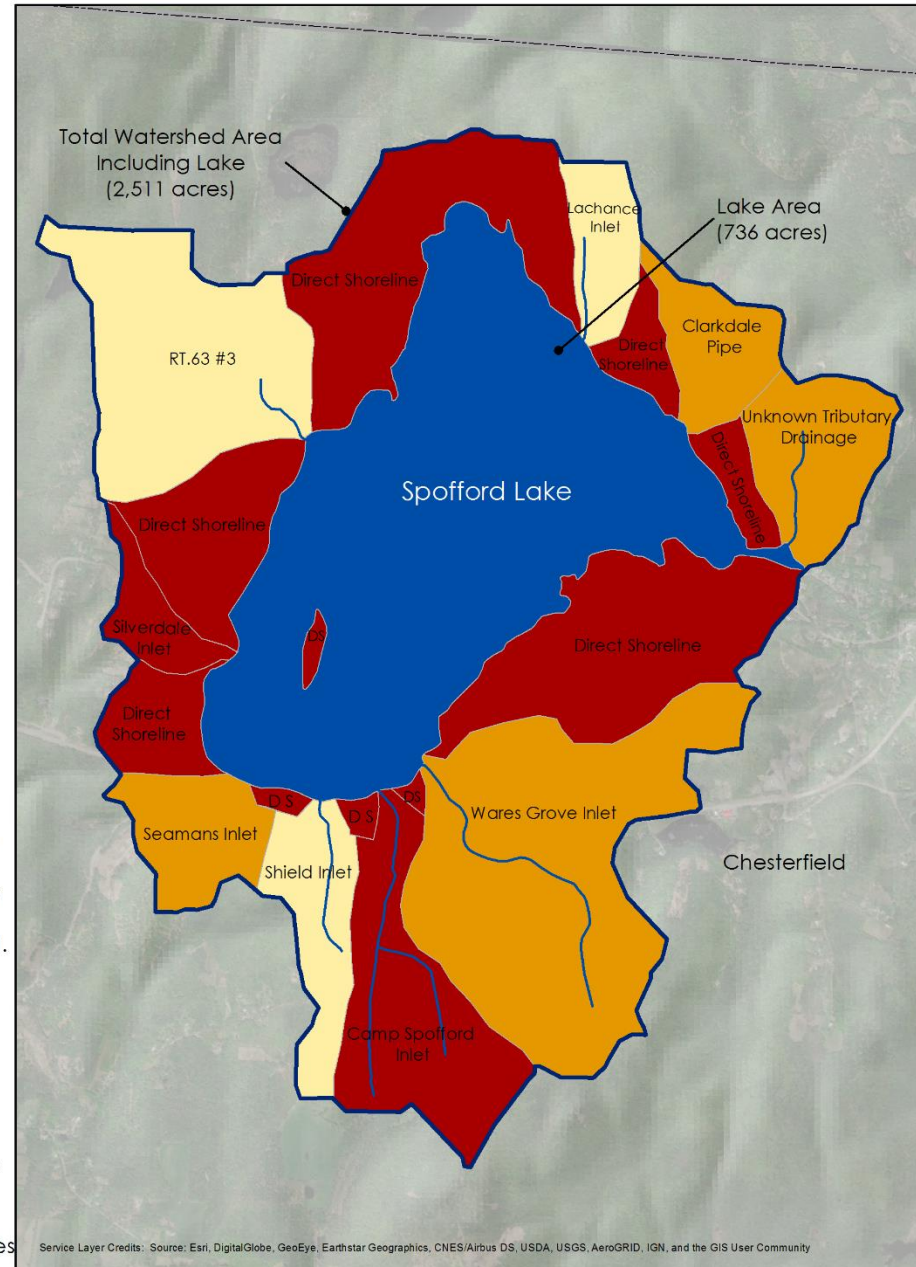 Total Watershed Area
Including Lake
(2,511 acres)
Lachance
Inlet
Lake Area
(736 acres)
Direct Shoreline
Clarkdale
Pipe
Direct
Shoreline
RT.63 #3
Unknown Tributary
Drainage
Direct Shoreline
Spofford Lake
Direct Shoreline
Silverdale
Inlet
DS
Direct Shoreline
Direct
Shoreline
D S
D S
DS
Wares Grove Inlet
Seamans Inlet
Shield Inlet
Chesterfield
Camp Spofford
Inlet
es
Service Layer Credits: Source: Esri, DigitalGlobe, GeoEye, Earthstar Geographics, CNES/Airbus DS, USDA, USGS, AeroGRID, IGN, and the GIS User Community